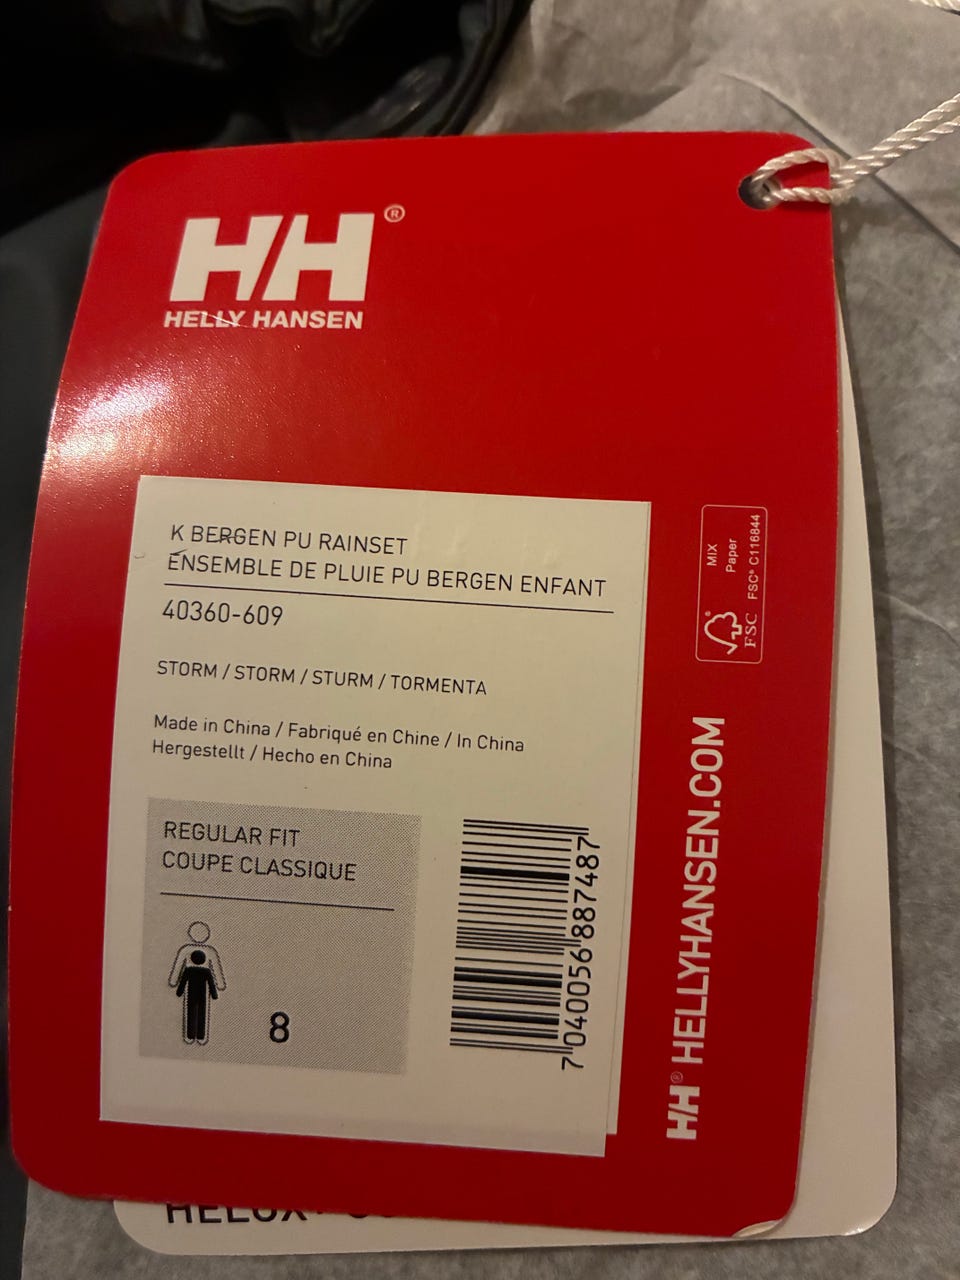 HH®
HELLY HANSEN
K BERGEN PU RAINSET
ENSEMBLE DE PLUIE PU BERGEN ENFANT
40360-609
STORM / STORM / STURM / TORMENTA
Made in China / Fabriqué en Chine / In China
Hergestellt / Hecho en China
REGULAR FIT
COUPE CLASSIQUE
8
7 040056 887487
MIX
Paper
FSC® C116844
FSC
HH® HELLYHANSEN.COM